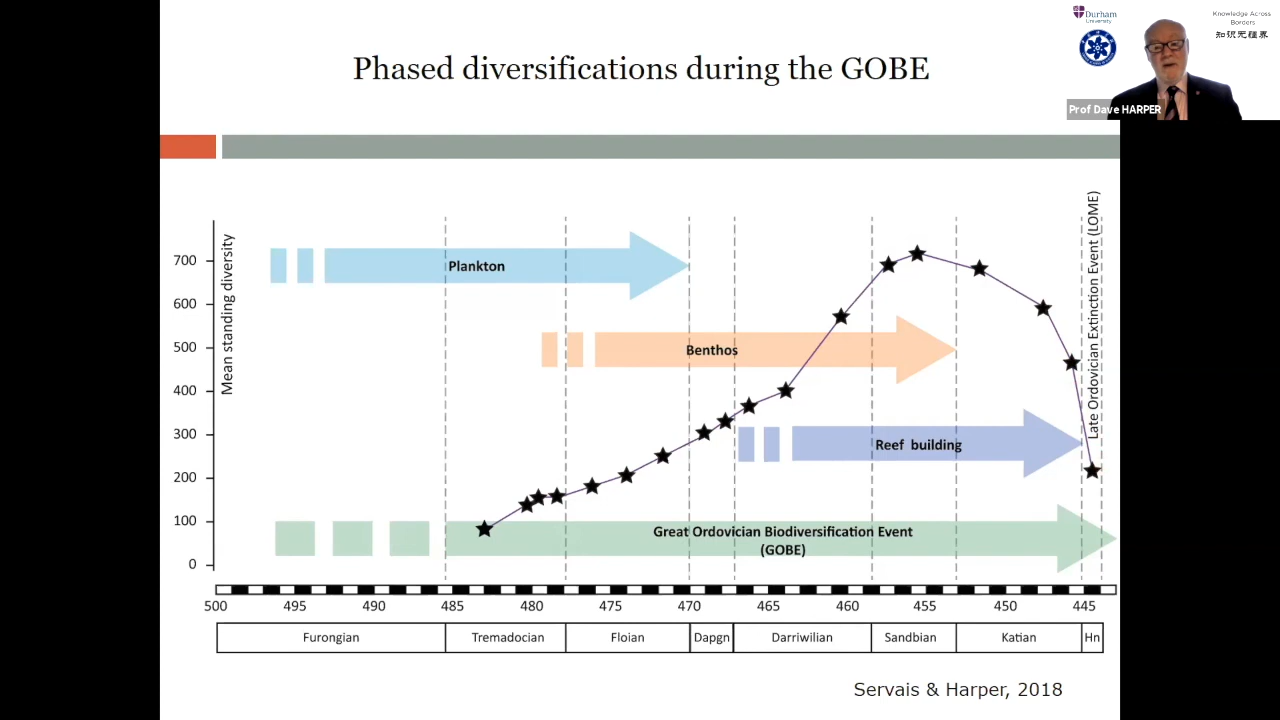 Phased diversifications during the GOBE
Durham
University
Knowledge Across
Borders
知识无疆界
Prof Dave HARPER
Mean standing diversity
700
600
500
400
300
200
100
0
Plankton
Benthos
Reef building
Great Ordovician Biodiversification Event
(GOBE)
Late Ordovician Extinction Event (LOME)
500 495 490 485 480 475 470 465 460 455 450 445
Furongian Tremadocian Floian Dapgn Darriwilian Sandbian Katian Hn
Servais & Harper, 2018